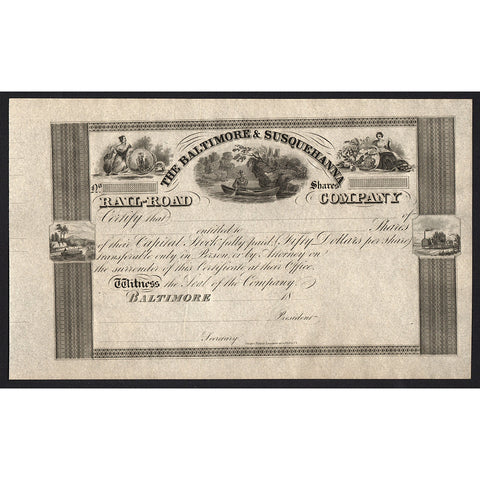 THE BALTIMORE & SUSQUEHANNA
No. Shares
RAIL-ROAD COMPANY
Certify that of
entitled to Shares
of their Capital Stock fully paid Fifty Dollars per Share
transferable only in Person or by Attorney on
the surrender of this Certificate at their Office.
Witness the Seal of the Company.
BALTIMORE 18
President
Secretary